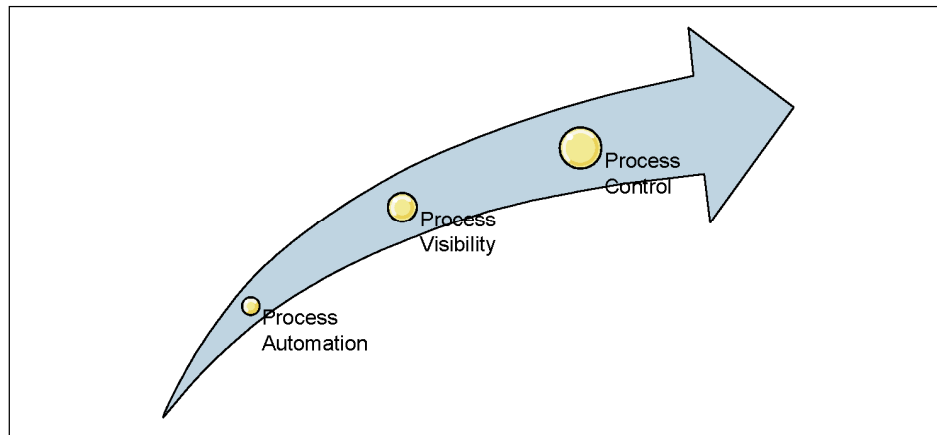 Process
Control
Process
Visibility
Process
Automation